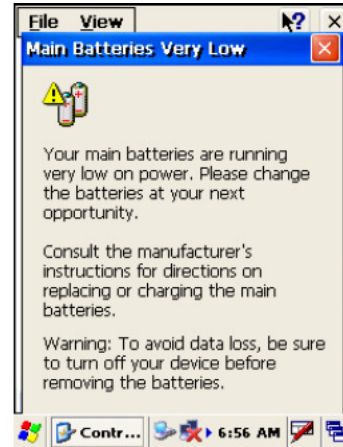 File View ?
Main Batteries Very Low
Your main batteries are running
very low on power. Please change
the batteries at your next
opportunity.
Consult the manufacturer's
instructions for directions on
replacing or charging the main
batteries.
Warning: To avoid data loss, be sure
to turn off your device before
removing the batteries.
Contr... 6:56 AM